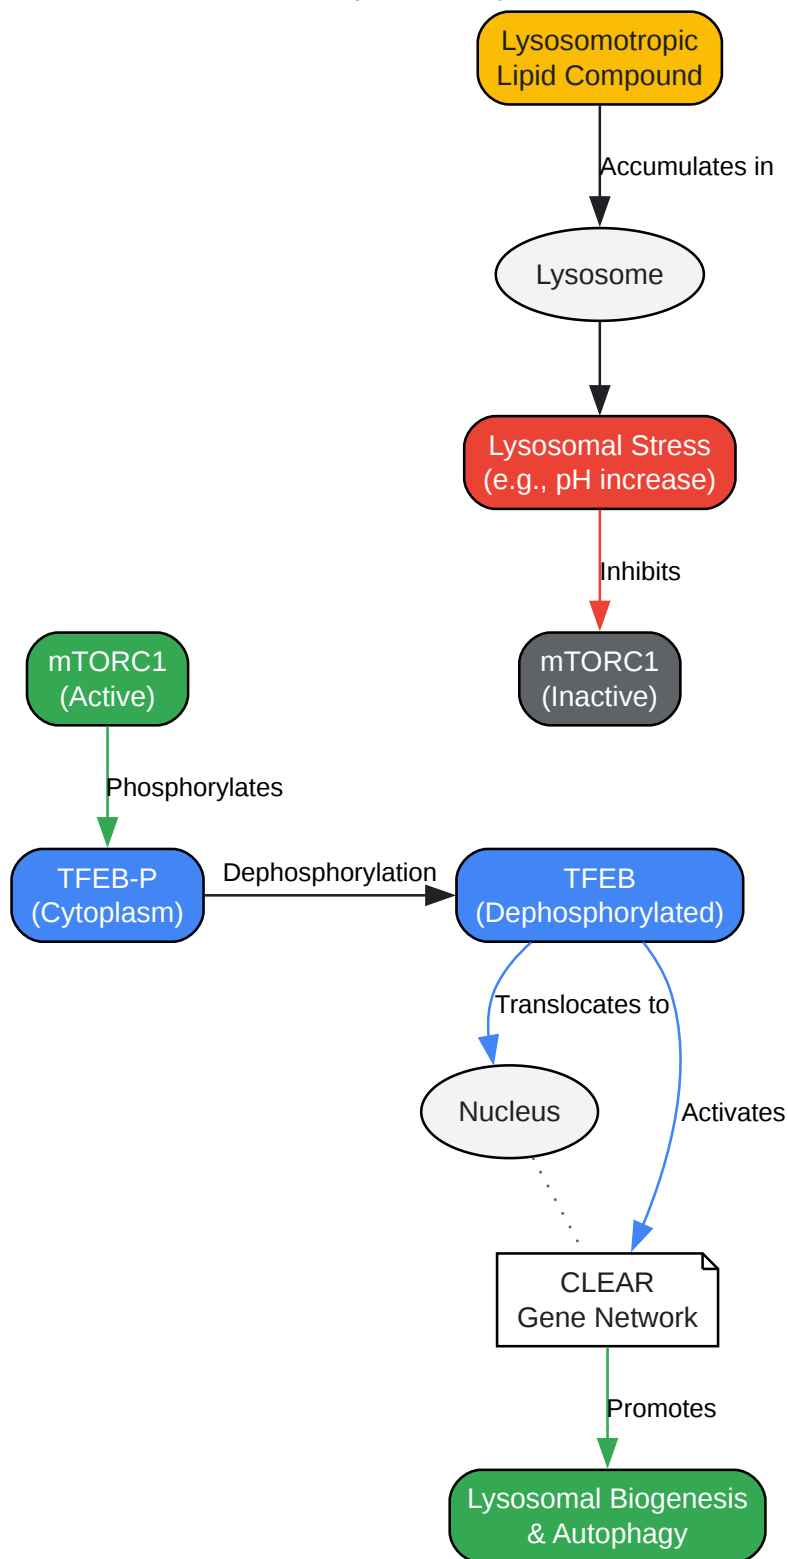 Lysosomotropic
Lipid Compound
Accumulates in
Lysosome
Lysosomal Stress
(e.g., pH increase)
Inhibits
mTORC1
(Active)
mTORC1
(Inactive)
Phosphorylates
TFEB-P
(Cytoplasm)
Dephosphorylation
TFEB
(Dephosphorylated)
Translocates to
Nucleus
Activates
CLEAR
Gene Network
Promotes
Lysosomal Biogenesis
& Autophagy